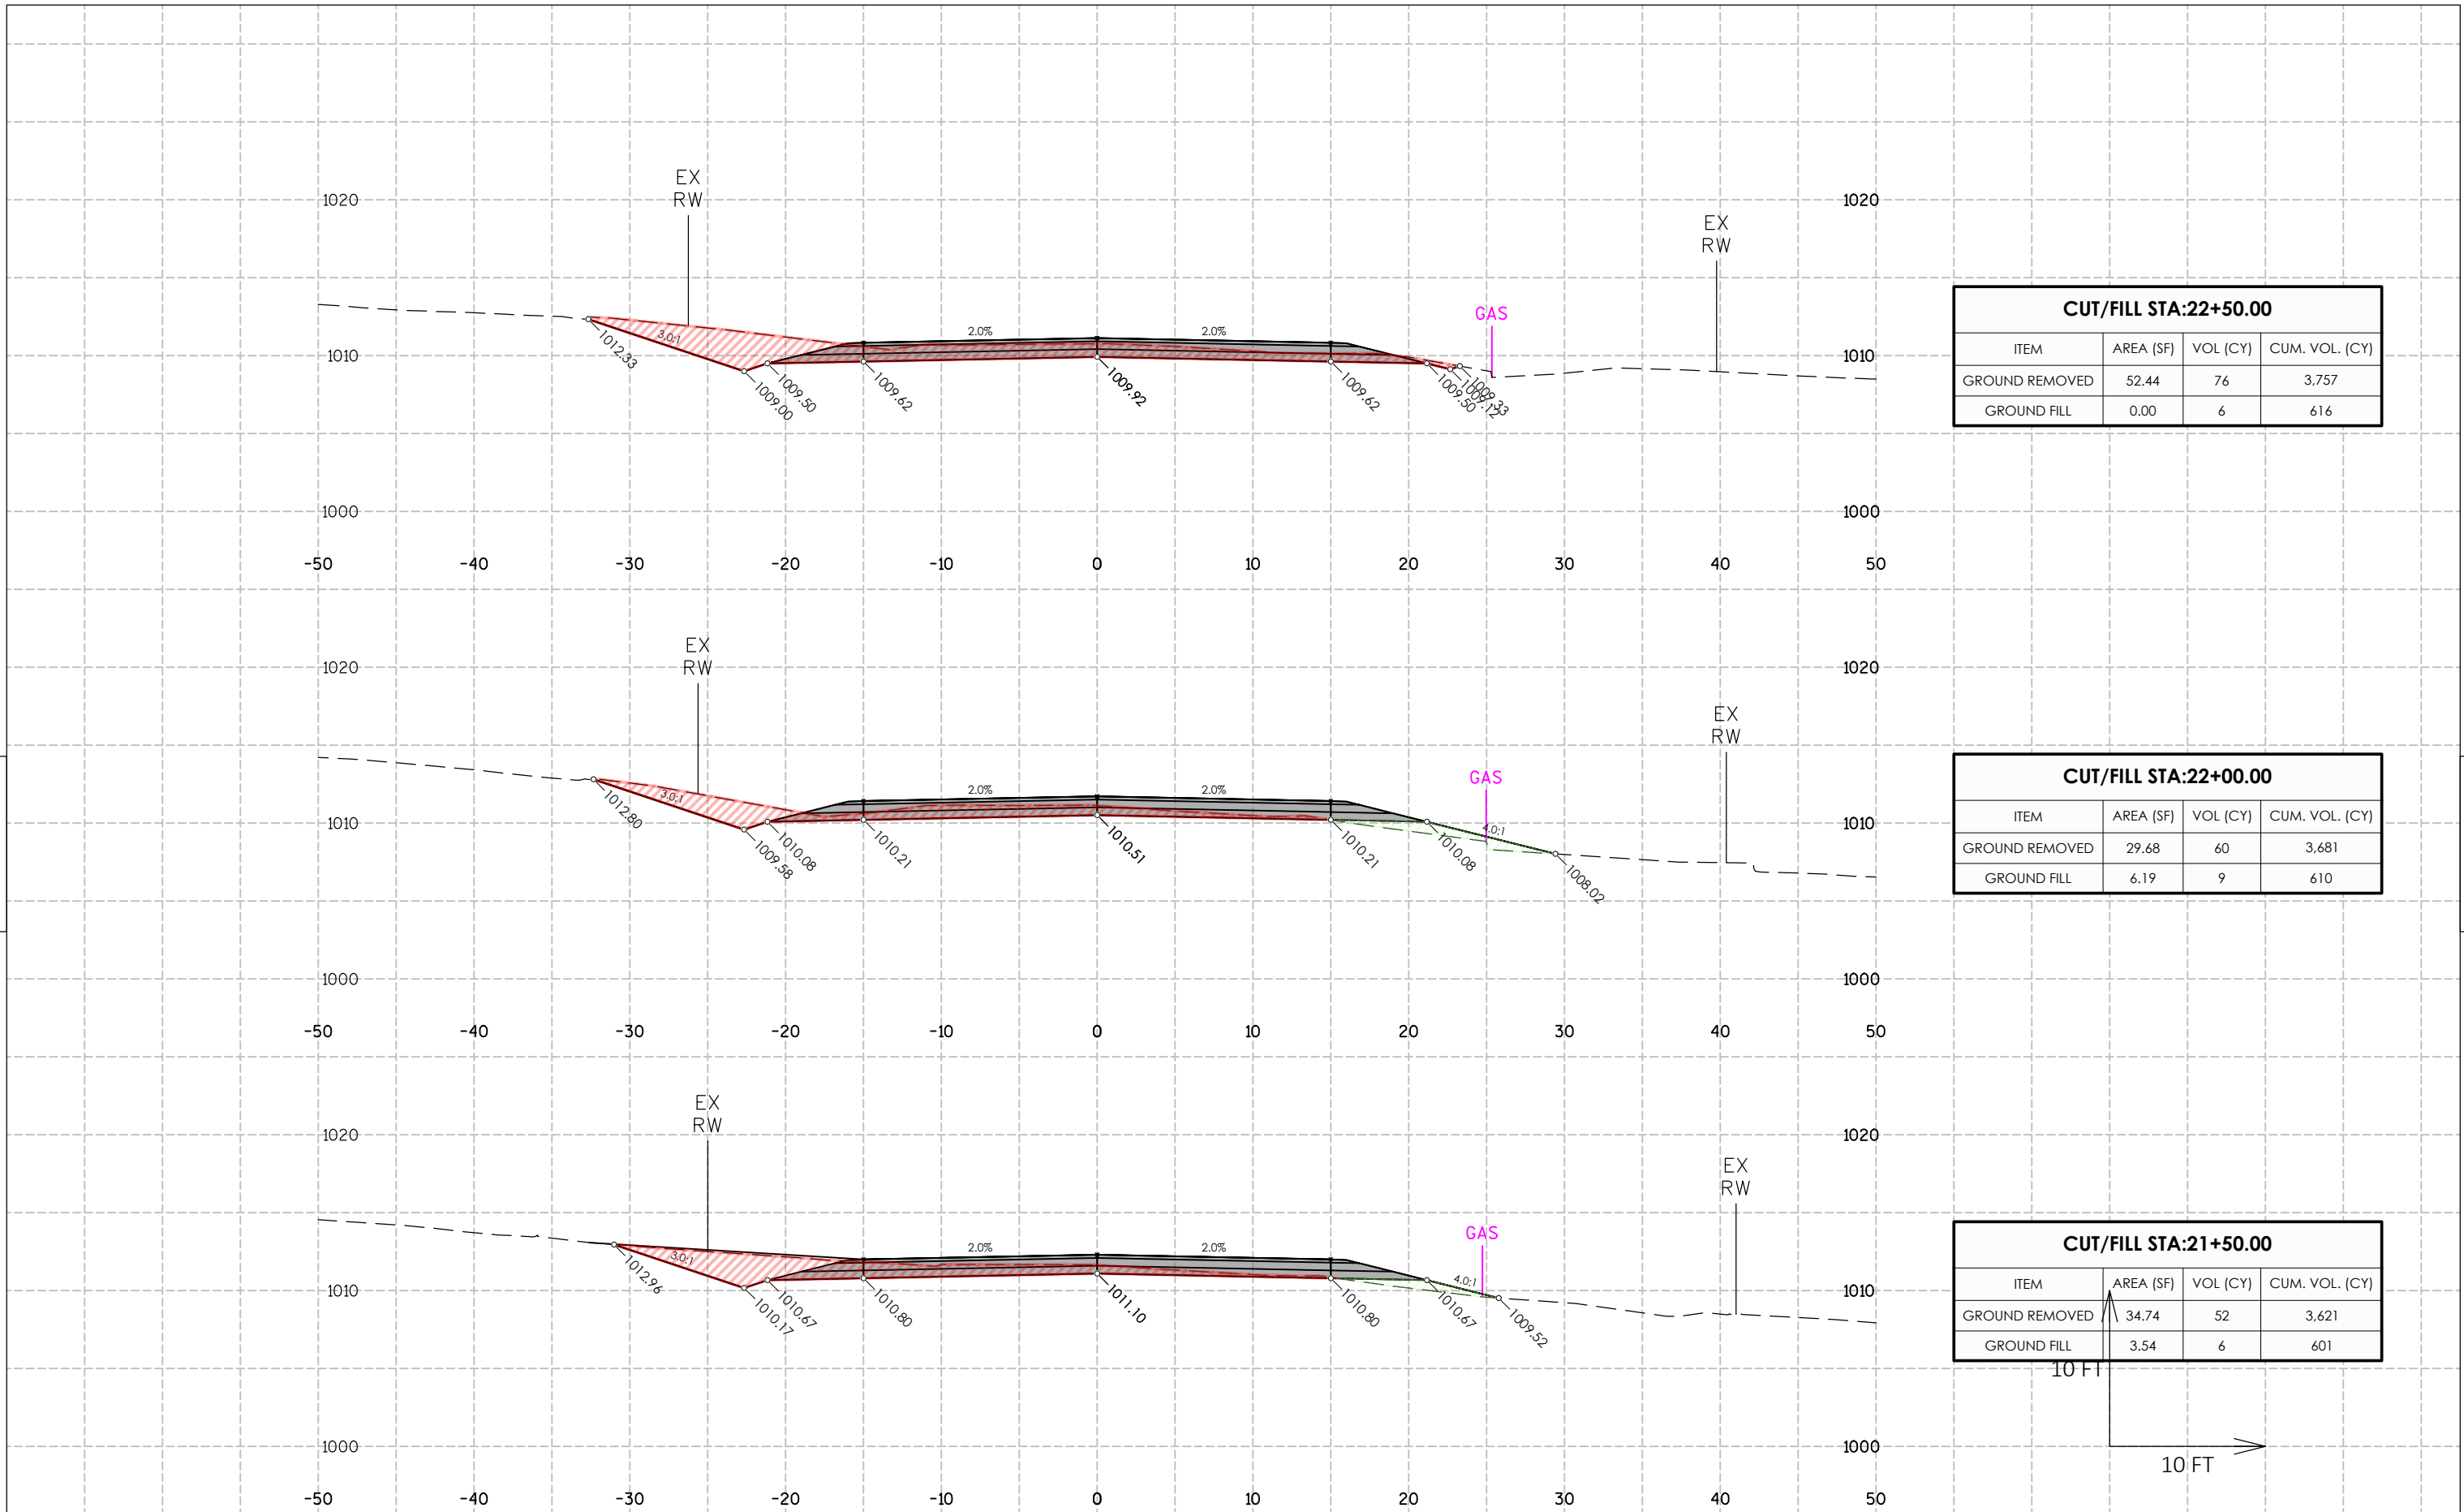 EX
RW
1020
1020
EX
RW
GAS
2.0%
2.0%
3.0:1
1010
1010
1012.33
1009.00
1009.50
1009.62
1009.92
1009.62
1009.50
1009.12
1009.33
1000
1000
-50 -40 -30 -20 -10 0 10 20 30 40 50
CUT/FILL STA:22+50.00
ITEM AREA (SF) VOL (CY) CUM. VOL. (CY)
GROUND REMOVED 52.44 76 3,757
GROUND FILL 0.00 6 616
EX
RW
1020
1020
EX
RW
GAS
2.0%
2.0%
3.0:1
4.0:1
1010
1010
1012.80
1009.58
1010.08
1010.21
1010.51
1010.21
1010.08
1008.02
1000
1000
-50 -40 -30 -20 -10 0 10 20 30 40 50
CUT/FILL STA:22+00.00
ITEM AREA (SF) VOL (CY) CUM. VOL. (CY)
GROUND REMOVED 29.68 60 3,681
GROUND FILL 6.19 9 610
EX
RW
1020
1020
EX
RW
GAS
2.0%
2.0%
3.0:1
4.0:1
1010
1010
1012.96
1010.17
1010.67
1010.80
1011.10
1010.80
1010.67
1009.52
1000
1000
-50 -40 -30 -20 -10 0 10 20 30 40 50
CUT/FILL STA:21+50.00
ITEM AREA (SF) VOL (CY) CUM. VOL. (CY)
GROUND REMOVED 34.74 52 3,621
GROUND FILL 3.54 6 601
10 FT
10 FT